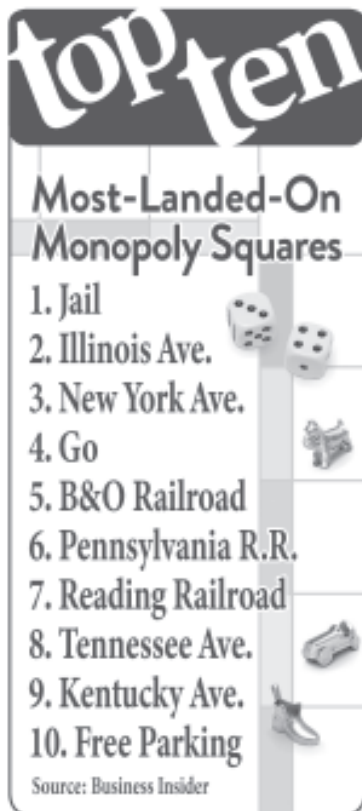 top ten
Most-Landed-On
Monopoly Squares
1. Jail
2. Illinois Ave.
3. New York Ave.
4. Go
5. B&O Railroad
6. Pennsylvania R.R.
7. Reading Railroad
8. Tennessee Ave.
9. Kentucky Ave.
10. Free Parking
Source: Business Insider